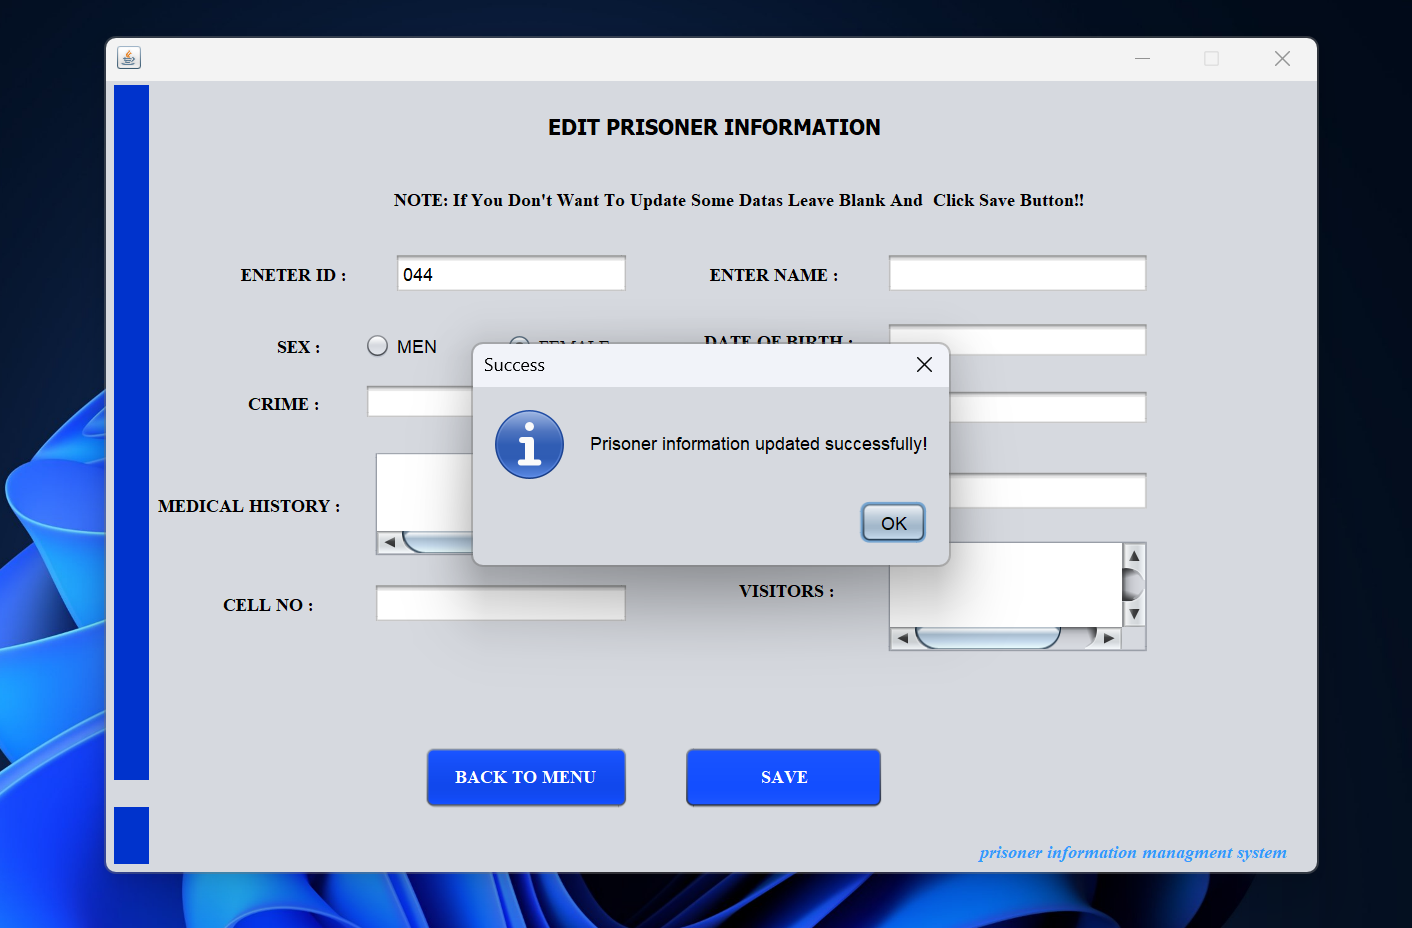 EDIT PRISONER INFORMATION
NOTE: If You Don't Want To Update Some Datas Leave Blank And  Click Save Button!!
ENETER ID :
044
ENTER NAME :
SEX :
MEN
FEMALE
DATE OF BIRTH :
Success
CRIME :
Prisoner information updated successfully!
MEDICAL HISTORY :
OK
CELL NO :
VISITORS :
BACK TO MENU
SAVE
prisoner information managment system